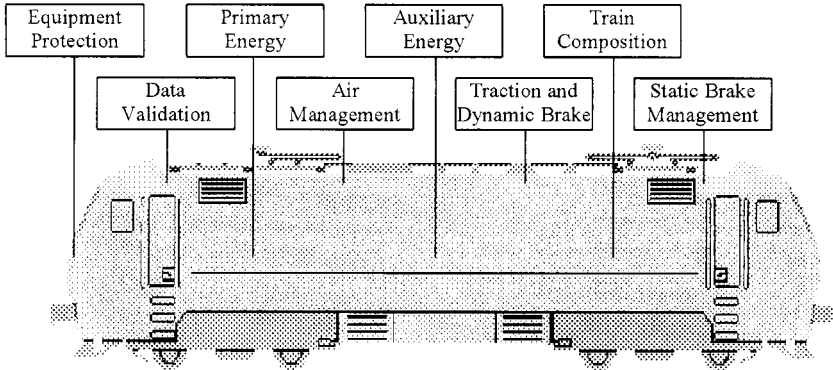 Equipment
Protection
Primary
Energy
Auxiliary
Energy
Train
Composition
Data
Validation
Air
Management
Traction and
Dynamic Brake
Static Brake
Management